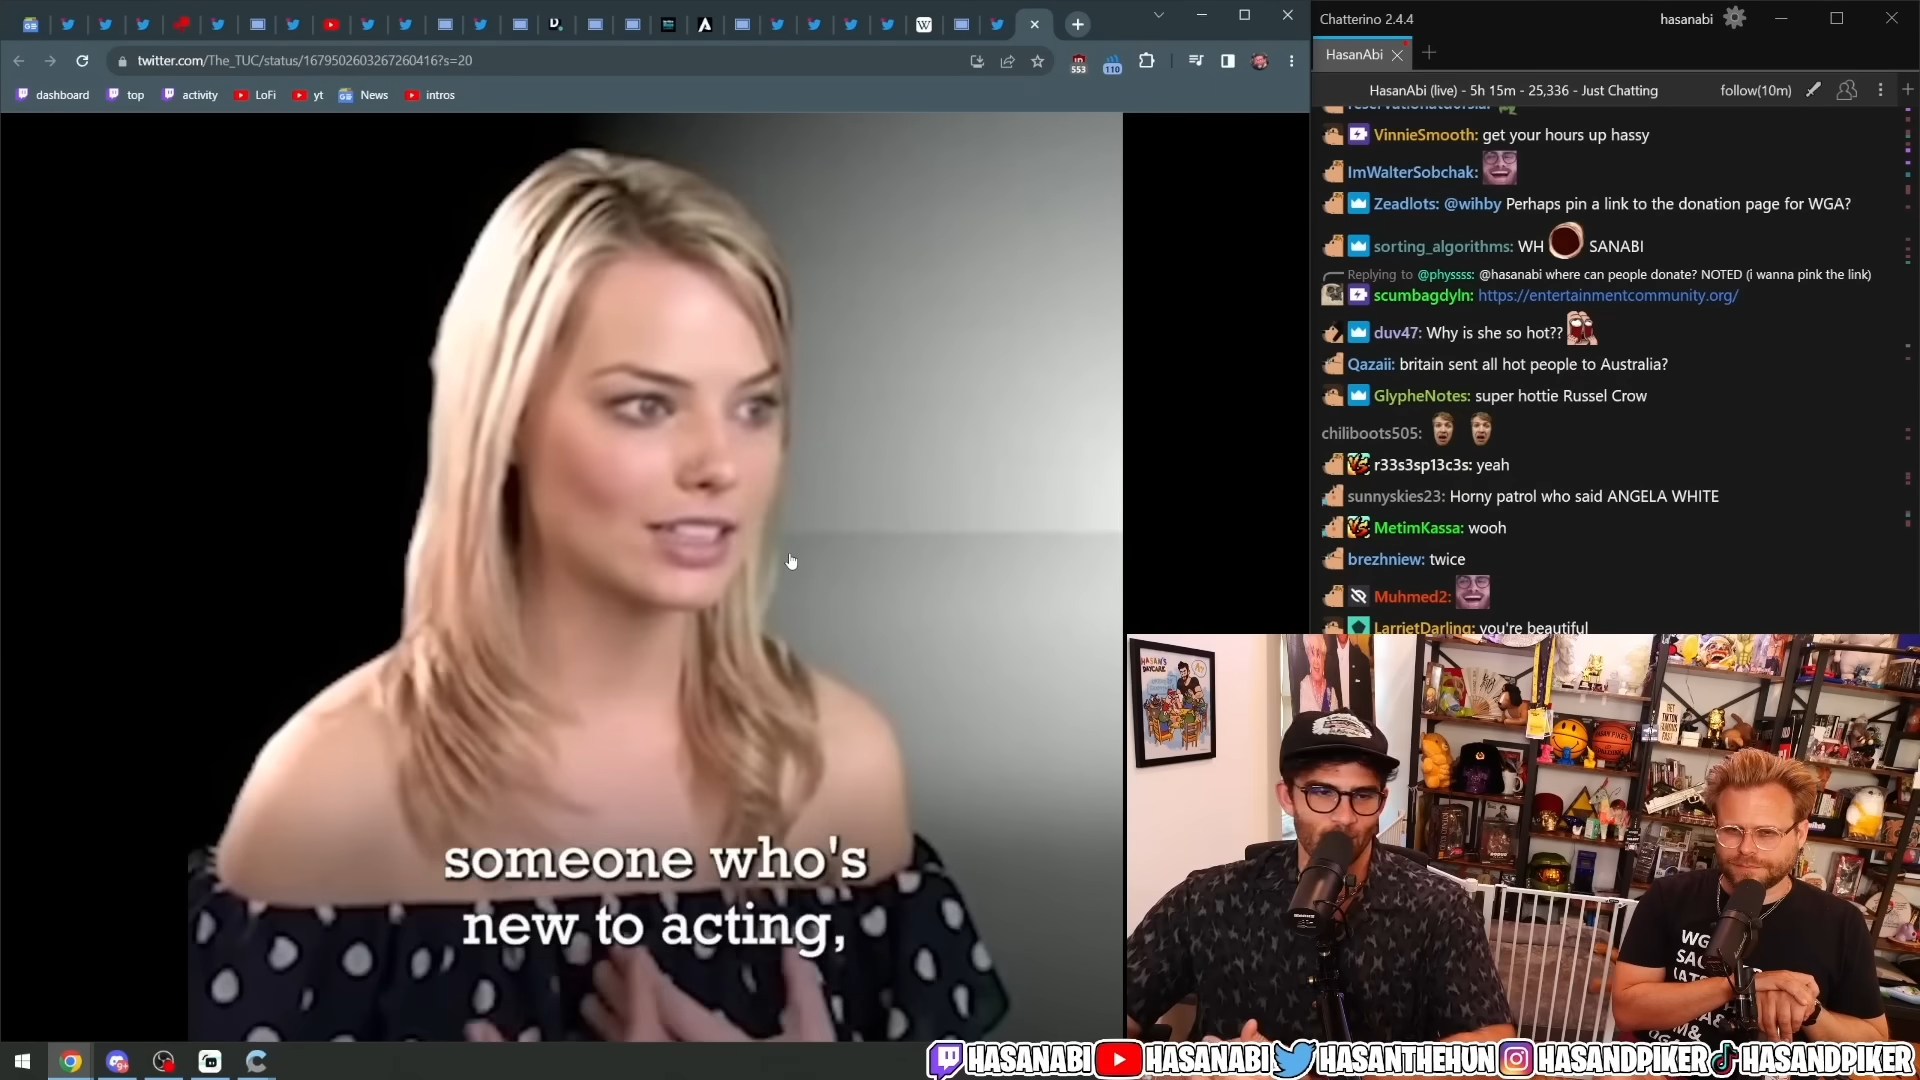 twitter.com/The_TUC/status/1679502603267260416?s=20
553
110
dashboard
top
activity
LoFi
yt
News
intros
someone who's
new to acting,
Chatterino 2.4.4
hasanabi
HasanAbi
HasanAbi (live) - 5h 15m - 25,336 - Just Chatting
follow(10m)
VinnieSmooth: get your hours up hassy
ImWalterSobchak:
Zeadlots: @wihby Perhaps pin a link to the donation page for WGA?
sorting_algorithms: WH SANABI
Replying to @physsss: @hasanabi where can people donate? NOTED (i wanna pink the link)
scumbagdyln: https://entertainmentcommunity.org/
duv47: Why is she so hot??
Qazaii: britain sent all hot people to Australia?
GlypheNotes: super hottie Russel Crow
chiliboots505:
r33s3sp13c3s: yeah
sunnyskies23: Horny patrol who said ANGELA WHITE
MetimKassa: wooh
brezhniew: twice
Muhmed2:
LarrietDarling: you're beautiful
HASAN'S
DAYCARE
HASANABI
HASANABI
HASANTHEHUN
HASANDPIKER
HASANDPIKER